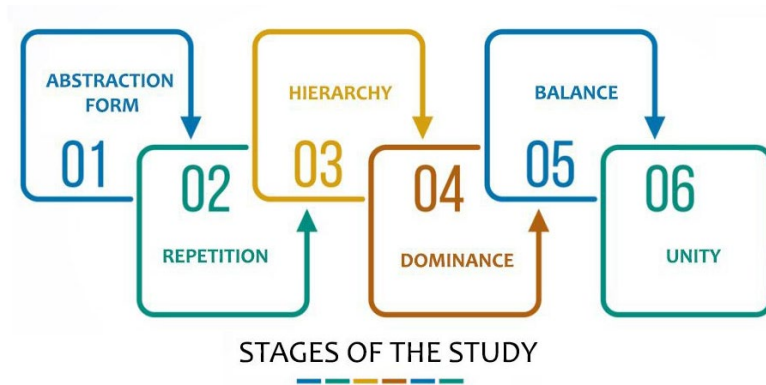 ABSTRACTION
FORM
01
02
REPETITION
HIERARCHY
03
04
DOMINANCE
BALANCE
05
06
UNITY
STAGES OF THE STUDY